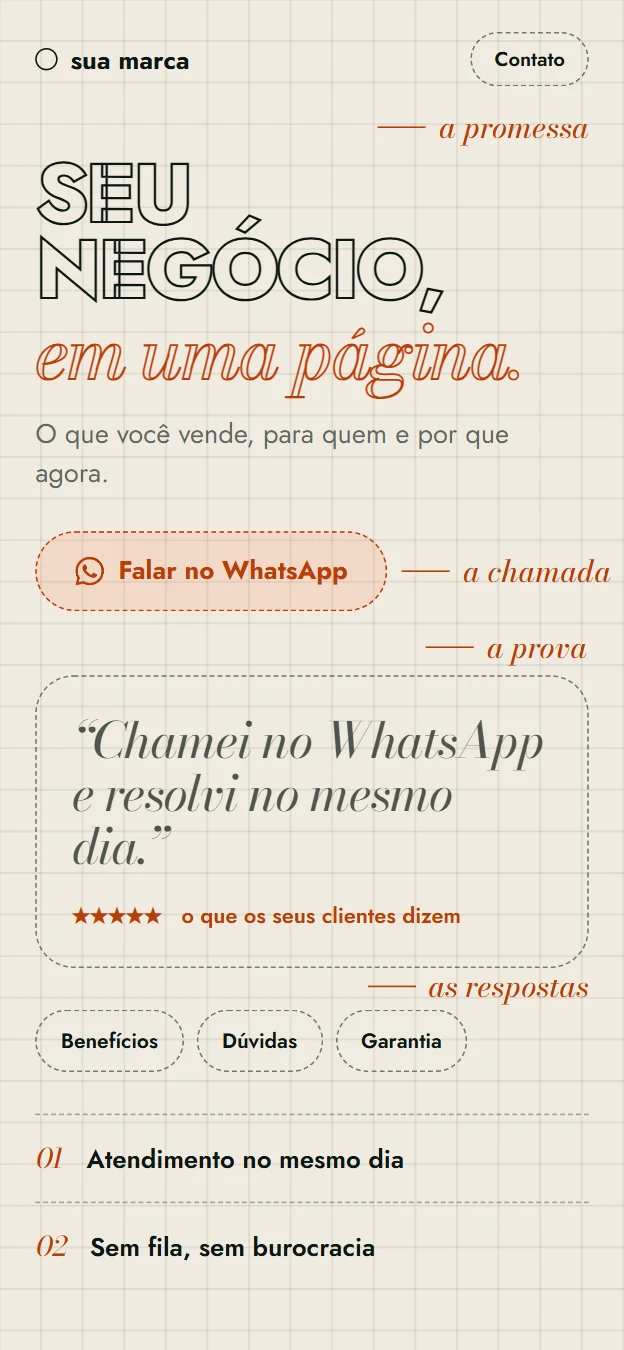 sua marca
Contato
a promessa
SEU
NEGÓCIO,
em uma página.
O que você vende, para quem e por que
agora.
Falar no WhatsApp
a chamada
a prova
“Chamei no WhatsApp
e resolvi no mesmo
dia.”
★★★★★ o que os seus clientes dizem
as respostas
Benefícios
Dúvidas
Garantia
01 Atendimento no mesmo dia
02 Sem fila, sem burocracia